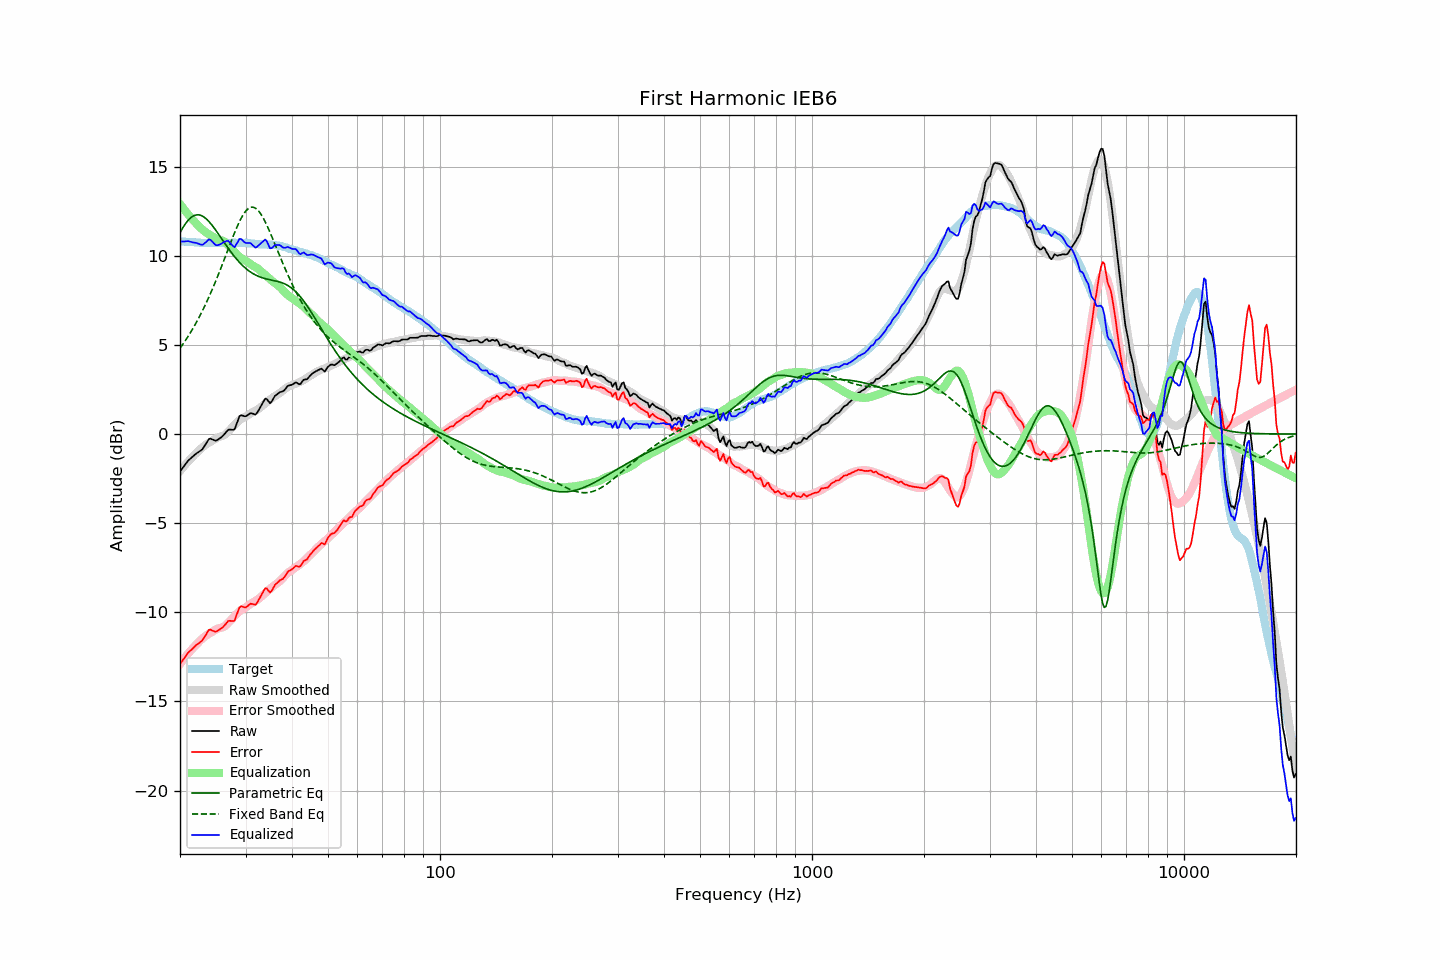 First Harmonic IEB6
Amplitude (dBr)
15
10
5
0
−5
−10
−15
−20
Target
Raw Smoothed
Error Smoothed
Raw
Error
Equalization
Parametric Eq
Fixed Band Eq
Equalized
100
1000
10000
Frequency (Hz)